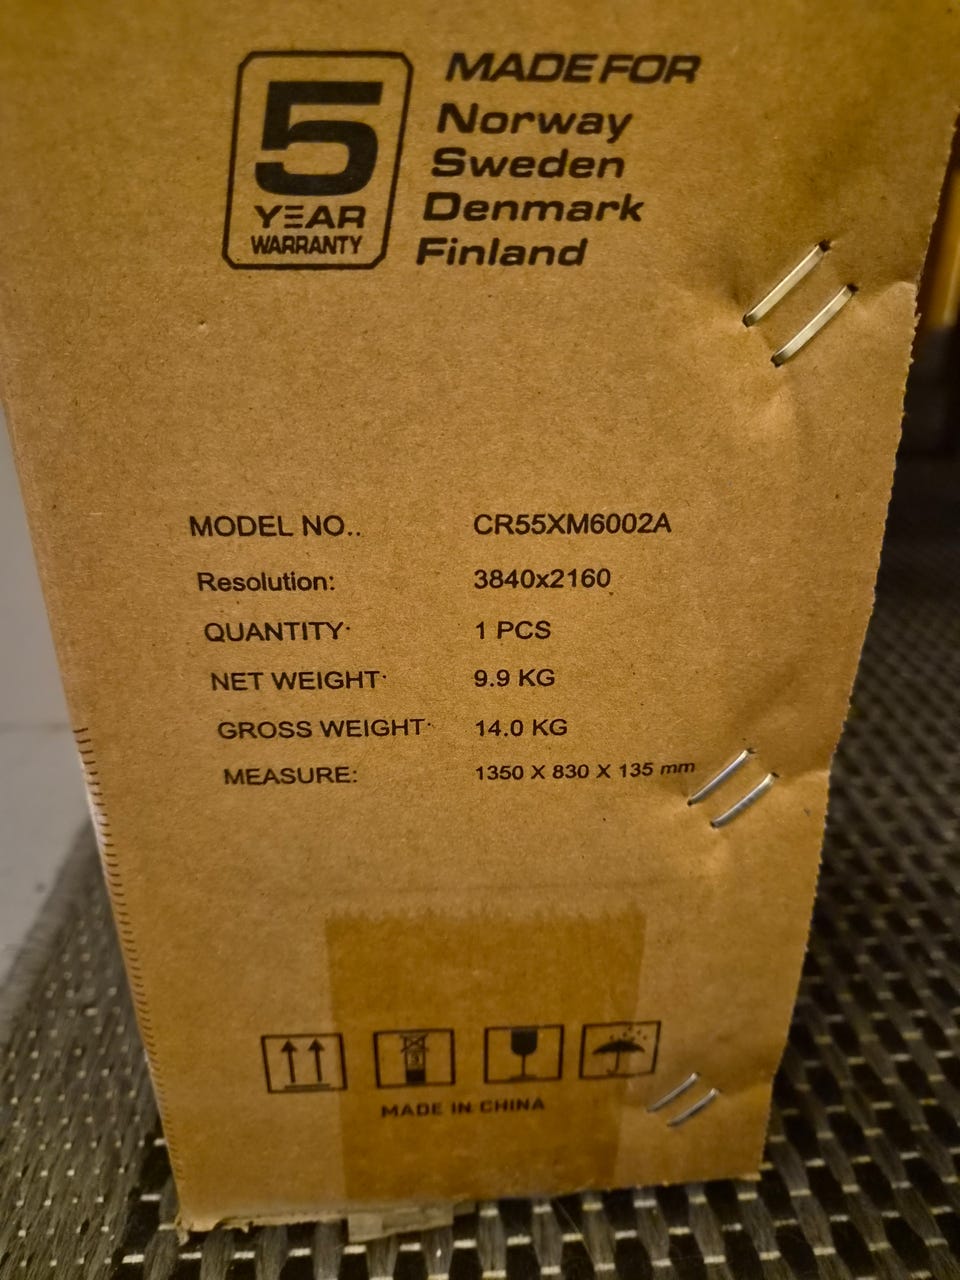 5
YEAR
WARRANTY
MADE FOR
Norway
Sweden
Denmark
Finland
MODEL NO.. CR55XM6002A
Resolution: 3840x2160
QUANTITY· 1 PCS
NET WEIGHT· 9.9 KG
GROSS WEIGHT· 14.0 KG
MEASURE: 1350 X 830 X 135 mm
3
MADE IN CHINA